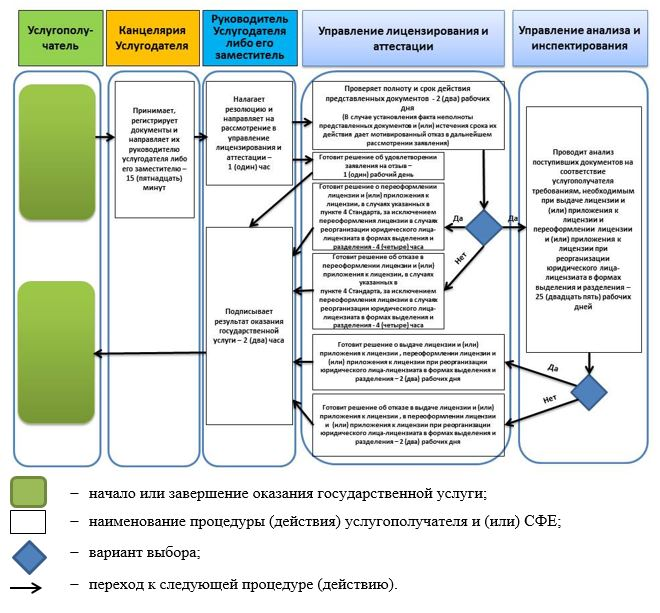 Услугополу-
чатель
Канцелярия
Услугодателя
Руководитель
Услугодателя
либо его
заместитель
Управление лицензирования и
аттестации
Управление анализа и
инспектирования
Принимает,
регистрирует
документы и
направляет их
руководителю
услугодателя либо
его заместителю –
15 (пятнадцать)
минут
Налагает
резолюцию и
направляет на
рассмотрение в
управление
лицензирования и
аттестации –
1 (один) час
Подписывает
результат оказания
государственной
услуги – 2 (два) часа
Проверяет полноту и срок действия
представленных документов - 2 (два) рабочих
дня
(В случае установления факта неполноты
представленных документов и (или) истечения срока их
действия дает мотивированный отказ в дальнейшем
рассмотрении заявления)
Готовит решение об удовлетворении
заявления на отзыв –
1 (один) рабочий день
Готовит решение о переоформлении
лицензии и (или) приложения к
лицензии, в случаях указанных в
пункте 4 Стандарта, за исключением
переоформления лицензии в случаях
реорганизации юридического лица-
лицензиата в формах выделения и
разделения - 4 (четыре) часа
Готовит решение об отказе в
переоформлении лицензии и (или)
приложения к лицензии, в случаях
указанных в
пункте 4 Стандарта, за исключением
переоформления лицензии в случаях
реорганизации юридического лица-
лицензиата в формах выделения и
разделения - 4 (четыре) часа
Да
Да
Нет
Готовит решение о выдаче лицензии и (или)
приложения к лицензии, переоформлении лицензии и
(или) приложения к лицензии при реорганизации
юридического лица-лицензиата в формах выделения и
разделения – 2 (два) рабочих дня
Готовит решение об отказе в выдаче лицензии и (или)
приложения к лицензии , в переоформлении лицензии
и (или) приложения к лицензии при реорганизации
юридического лица-лицензиата в формах выделения и
разделения – 2 (два) рабочих дня
Проводит анализ
поступивших документов на
соответствие
услугополучателя
требованиям, необходимым
при выдаче лицензии и
(или) приложения к
лицензии и
переоформлении лицензии
и (или) приложения к
лицензии при
реорганизации
юридического лица-
лицензиата в формах
выделения и разделения –
25 (двадцать пять) рабочих
дней
Да
Нет
– начало или завершение оказания государственной услуги;
– наименование процедуры (действия) услугополучателя и (или) СФЕ;
– вариант выбора;
– переход к следующей процедуре (действию).